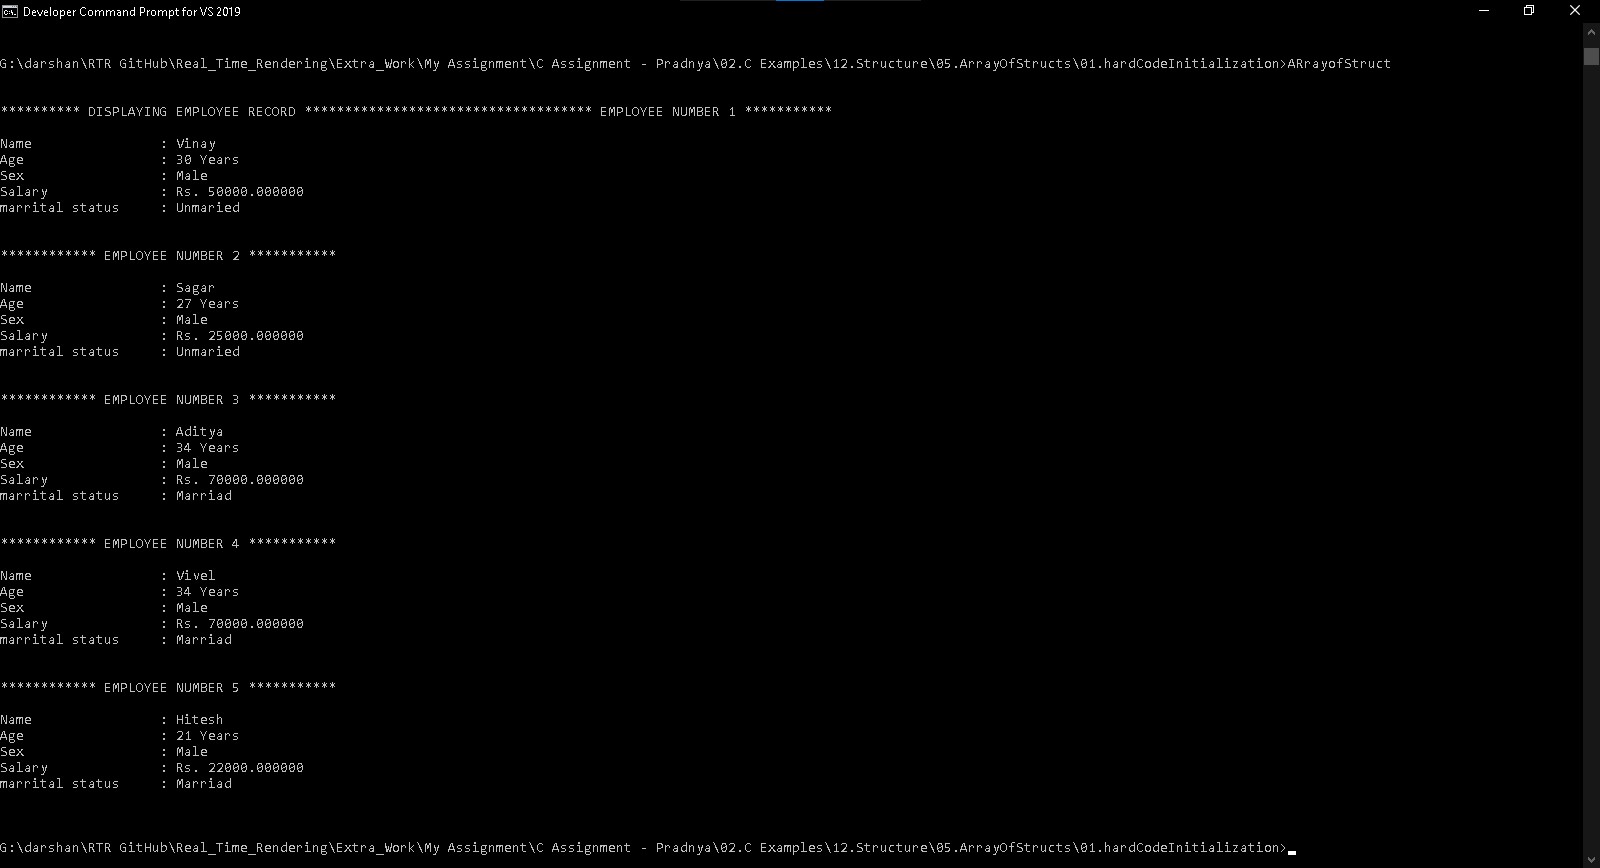 Developer Command Prompt for VS 2019
G:\darshan\RTR GitHub\Real_Time_Rendering\Extra_Work\My Assignment\C Assignment - Pradnya\02.C Examples\12.Structure\05.ArrayOfStructs\01.hardCodeInitialization>ARrayofStruct
********** DISPLAYING EMPLOYEE RECORD ************************************ EMPLOYEE NUMBER 1 ***********
Name : Vinay
Age : 30 Years
Sex : Male
Salary : Rs. 50000.000000
marrital status : Unmaried
************ EMPLOYEE NUMBER 2 ***********
Name : Sagar
Age : 27 Years
Sex : Male
Salary : Rs. 25000.000000
marrital status : Unmaried
************ EMPLOYEE NUMBER 3 ***********
Name : Aditya
Age : 34 Years
Sex : Male
Salary : Rs. 70000.000000
marrital status : Marriad
************ EMPLOYEE NUMBER 4 ***********
Name : Vivel
Age : 34 Years
Sex : Male
Salary : Rs. 70000.000000
marrital status : Marriad
************ EMPLOYEE NUMBER 5 ***********
Name : Hitesh
Age : 21 Years
Sex : Male
Salary : Rs. 22000.000000
marrital status : Marriad
G:\darshan\RTR GitHub\Real_Time_Rendering\Extra_Work\My Assignment\C Assignment - Pradnya\02.C Examples\12.Structure\05.ArrayOfStructs\01.hardCodeInitialization>